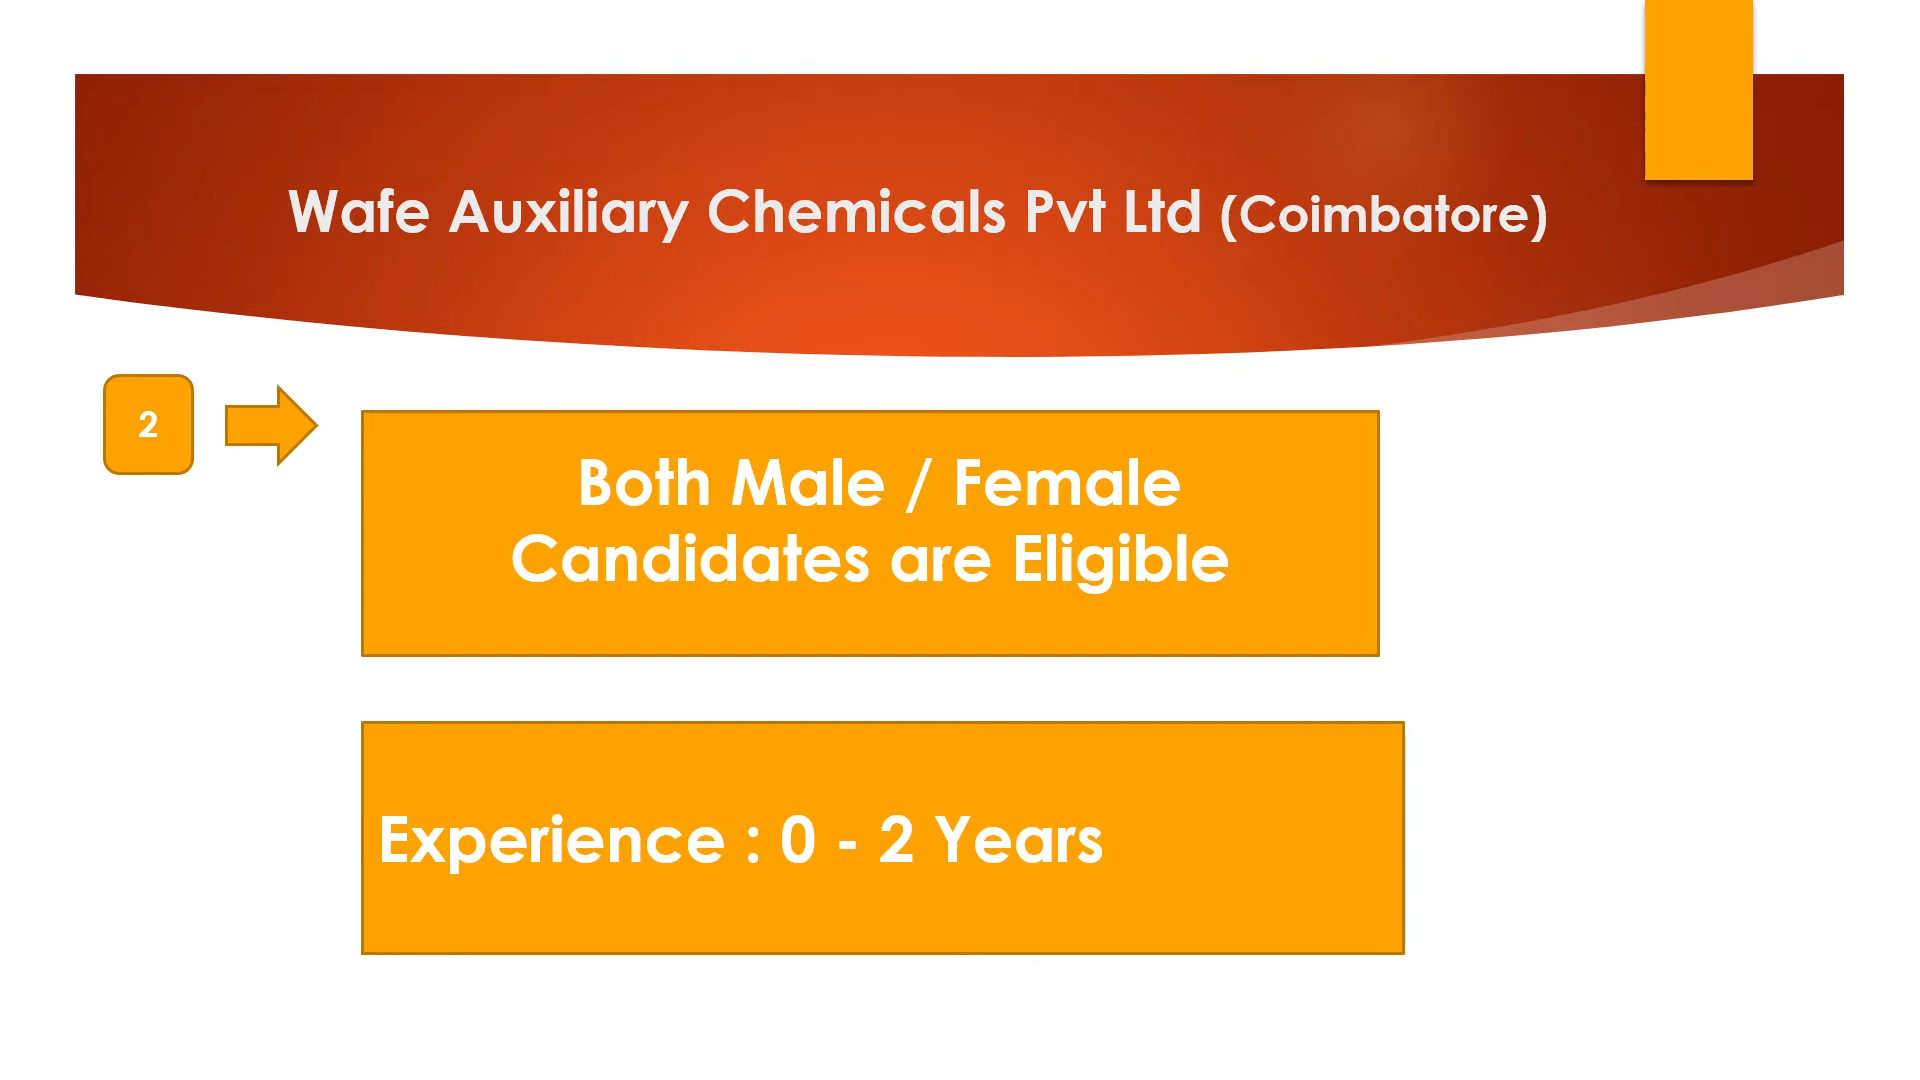 Wafe Auxiliary Chemicals Pvt Ltd (Coimbatore)
2
Both Male / Female
Candidates are Eligible
Experience : 0 - 2 Years